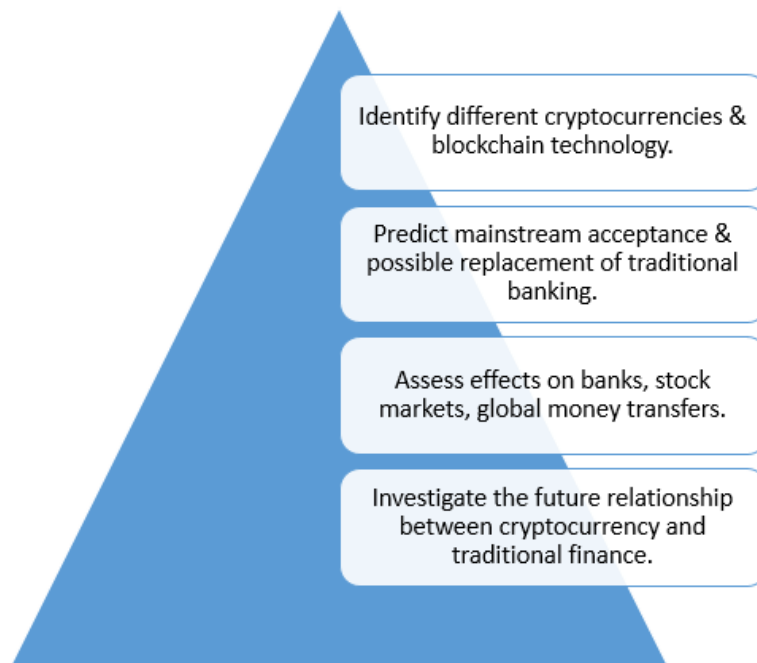 Identify different cryptocurrencies &
blockchain technology.
Predict mainstream acceptance &
possible replacement of traditional
banking.
Assess effects on banks, stock
markets, global money transfers.
Investigate the future relationship
between cryptocurrency and
traditional finance.